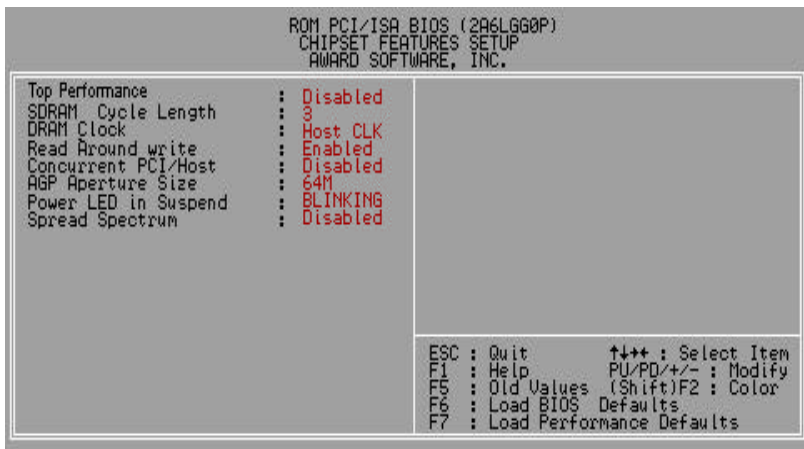 ROM PCI/ISA BIOS (2A6LGG0P)
CHIPSET FEATURES SETUP
AWARD SOFTWARE, INC.
Top Performance : Disabled
SDRAM Cycle Length : 3
DRAM Clock : Host CLK
Read Around write : Enabled
Concurrent PCI/Host : Disabled
AGP Aperture Size : 64M
Power LED in Suspend : BLINKING
Spread Spectrum : Disabled
ESC : Quit ↑↓→← : Select Item
F1 : Help PU/PD/+/- : Modify
F5 : Old Values (Shift)F2 : Color
F6 : Load BIOS Defaults
F7 : Load Performance Defaults